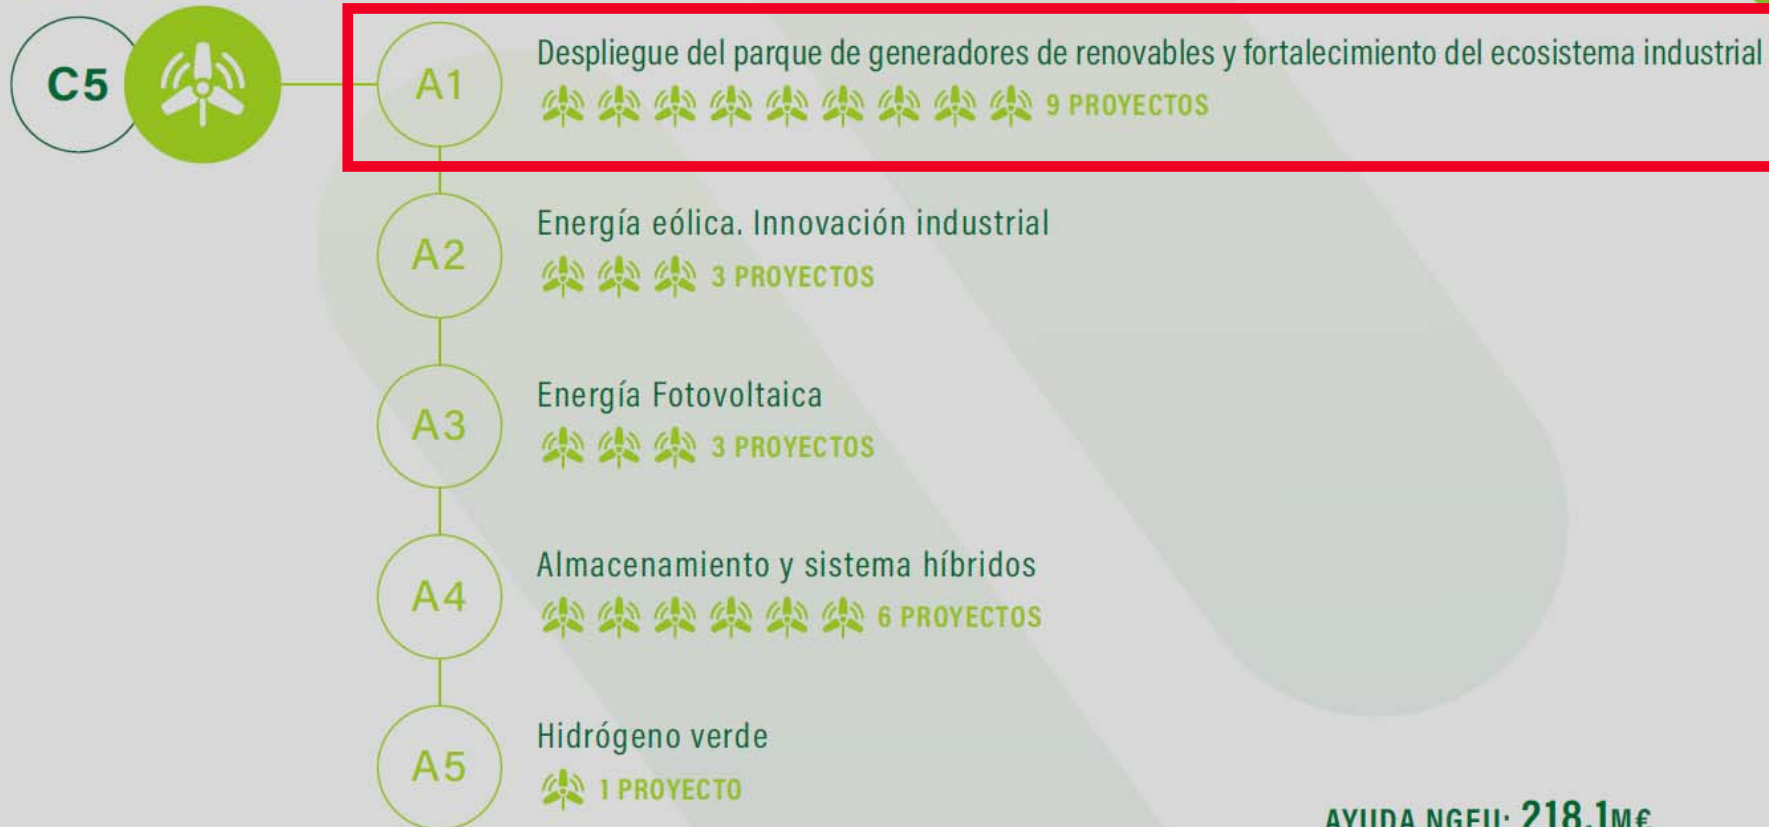 C5
A1
Despliegue del parque de generadores de renovables y fortalecimiento del ecosistema industrial
9 PROYECTOS
A2
Energía eólica. Innovación industrial
3 PROYECTOS
A3
Energía Fotovoltaica
3 PROYECTOS
A4
Almacenamiento y sistema híbridos
6 PROYECTOS
A5
Hidrógeno verde
1 PROYECTO
AYUDA NGEU: 218,1M€